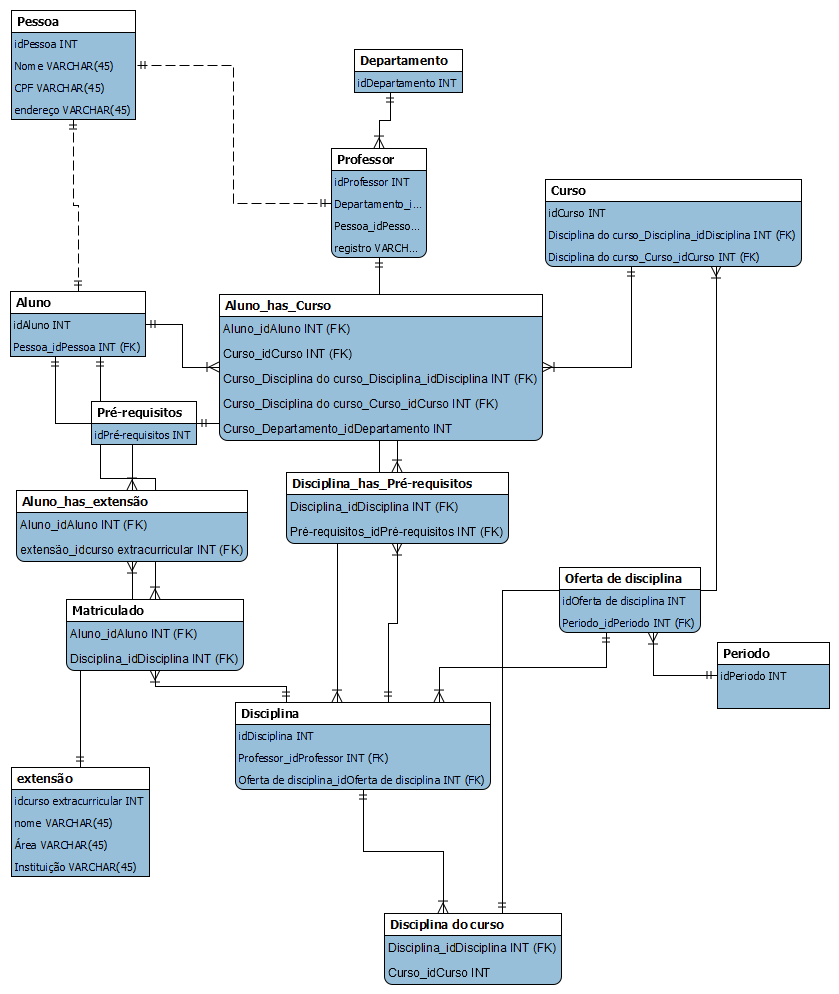 Pessoa
idPessoa INT
Nome VARCHAR(45)
CPF VARCHAR(45)
endereço VARCHAR(45)
Departamento
idDepartamento INT
Professor
idProfessor INT
Departamento_i...
Pessoa_idPesso...
registro VARCH...
Curso
idCurso INT
Disciplina do curso_Disciplina_idDisciplina INT (FK)
Disciplina do curso_Curso_idCurso INT (FK)
Aluno
idAluno INT
Pessoa_idPessoa INT (FK)
Aluno_has_Curso
Aluno_idAluno INT (FK)
Curso_idCurso INT (FK)
Curso_Disciplina do curso_Disciplina_idDisciplina INT (FK)
Curso_Disciplina do curso_Curso_idCurso INT (FK)
Curso_Departamento_idDepartamento INT
Pré-requisitos
idPré-requisitos INT
Aluno_has_extensão
Aluno_idAluno INT (FK)
extensão_idcurso extracurricular INT (FK)
Disciplina_has_Pré-requisitos
Disciplina_idDisciplina INT (FK)
Pré-requisitos_idPré-requisitos INT (FK)
Oferta de disciplina
idOferta de disciplina INT
Periodo_idPeriodo INT (FK)
Matriculado
Aluno_idAluno INT (FK)
Disciplina_idDisciplina INT (FK)
Periodo
idPeriodo INT
Disciplina
idDisciplina INT
Professor_idProfessor INT (FK)
Oferta de disciplina_idOferta de disciplina INT (FK)
extensão
idcurso extracurricular INT
nome VARCHAR(45)
Área VARCHAR(45)
Instituição VARCHAR(45)
Disciplina do curso
Disciplina_idDisciplina INT (FK)
Curso_idCurso INT